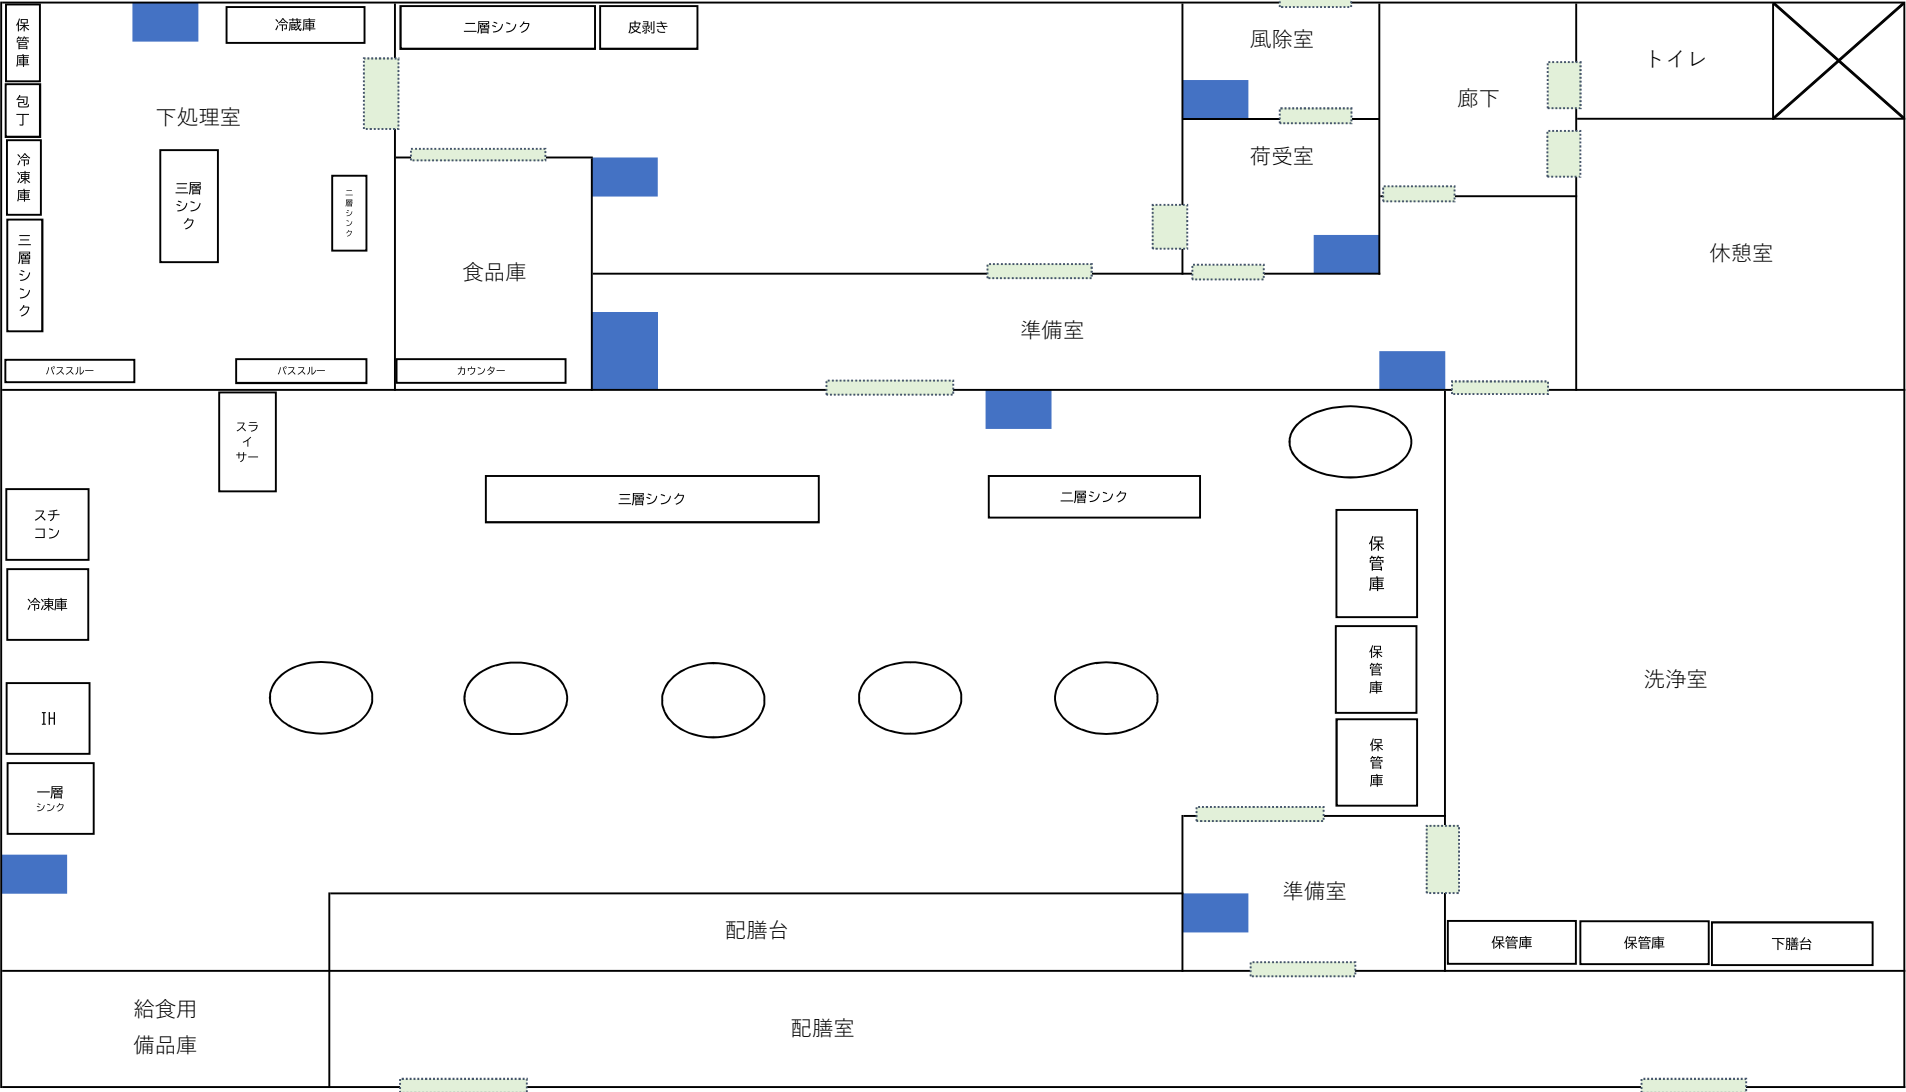 保
管
庫
冷蔵庫
二層シンク
皮剥き
風除室
トイレ
包
丁
下処理室
廊下
冷
凍
庫
三層
シン
ク
二
層
シ
ン
ク
荷受室
三
層
シ
ン
ク
食品庫
休憩室
準備室
パススルー
パススルー
カウンター
スラ
イ
サー
スチ
コン
三層シンク
二層シンク
保
管
庫
冷凍庫
保
管
庫
洗浄室
IH
保
管
庫
一層
シンク
準備室
配膳台
保管庫
保管庫
下膳台
給食用
備品庫
配膳室